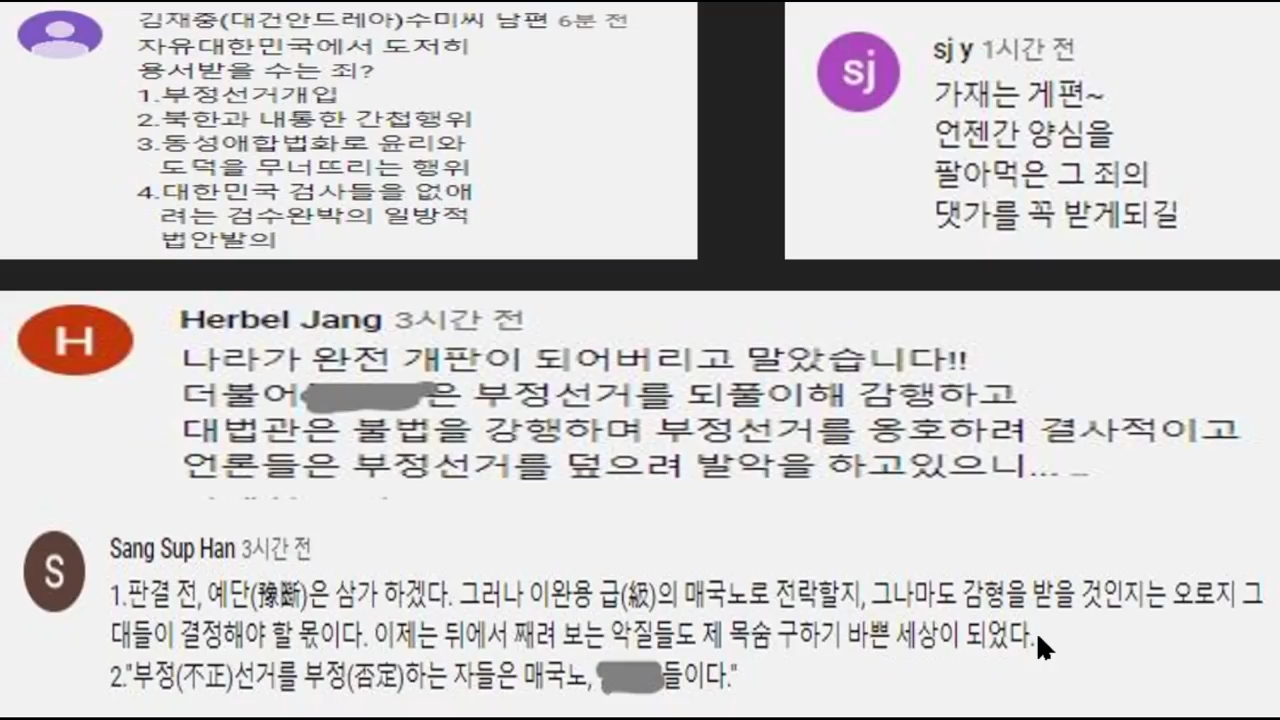 김재중(대건안드레아)수미씨 남편 6분 전
자유대한민국에서 도저히
용서받을 수는 죄?
1.부정선거개입
2.북한과 내통한 간첩행위
3.동성애합법화로 윤리와
도덕을 무너뜨리는 행위
4.대한민국 검사들을 없애
려는 검수완박의 일방적
법안발의
sj
sj y 1시간 전
가재는 게편~
언젠간 양심을
팔아먹은 그 죄의
댓가를 꼭 받게되길
H
Herbel Jang 3시간 전
나라가 완전 개판이 되어버리고 말았습니다!!
더불어 은 부정선거를 되풀이해 감행하고
대법관은 불법을 강행하며 부정선거를 옹호하려 결사적이고
언론들은 부정선거를 덮으려 발악을 하고있으니... ..
S
Sang Sup Han 3시간 전
1.판결 전, 예단(豫斷)은 삼가 하겠다. 그러나 이완용 급(級)의 매국노로 전락할지, 그나마도 감형을 받을 것인지는 오로지 그
대들이 결정해야 할 몫이다. 이제는 뒤에서 째려 보는 악질들도 제 목숨 구하기 바쁜 세상이 되었다.
2."부정(不正)선거를 부정(否定)하는 자들은 매국노, 들이다."